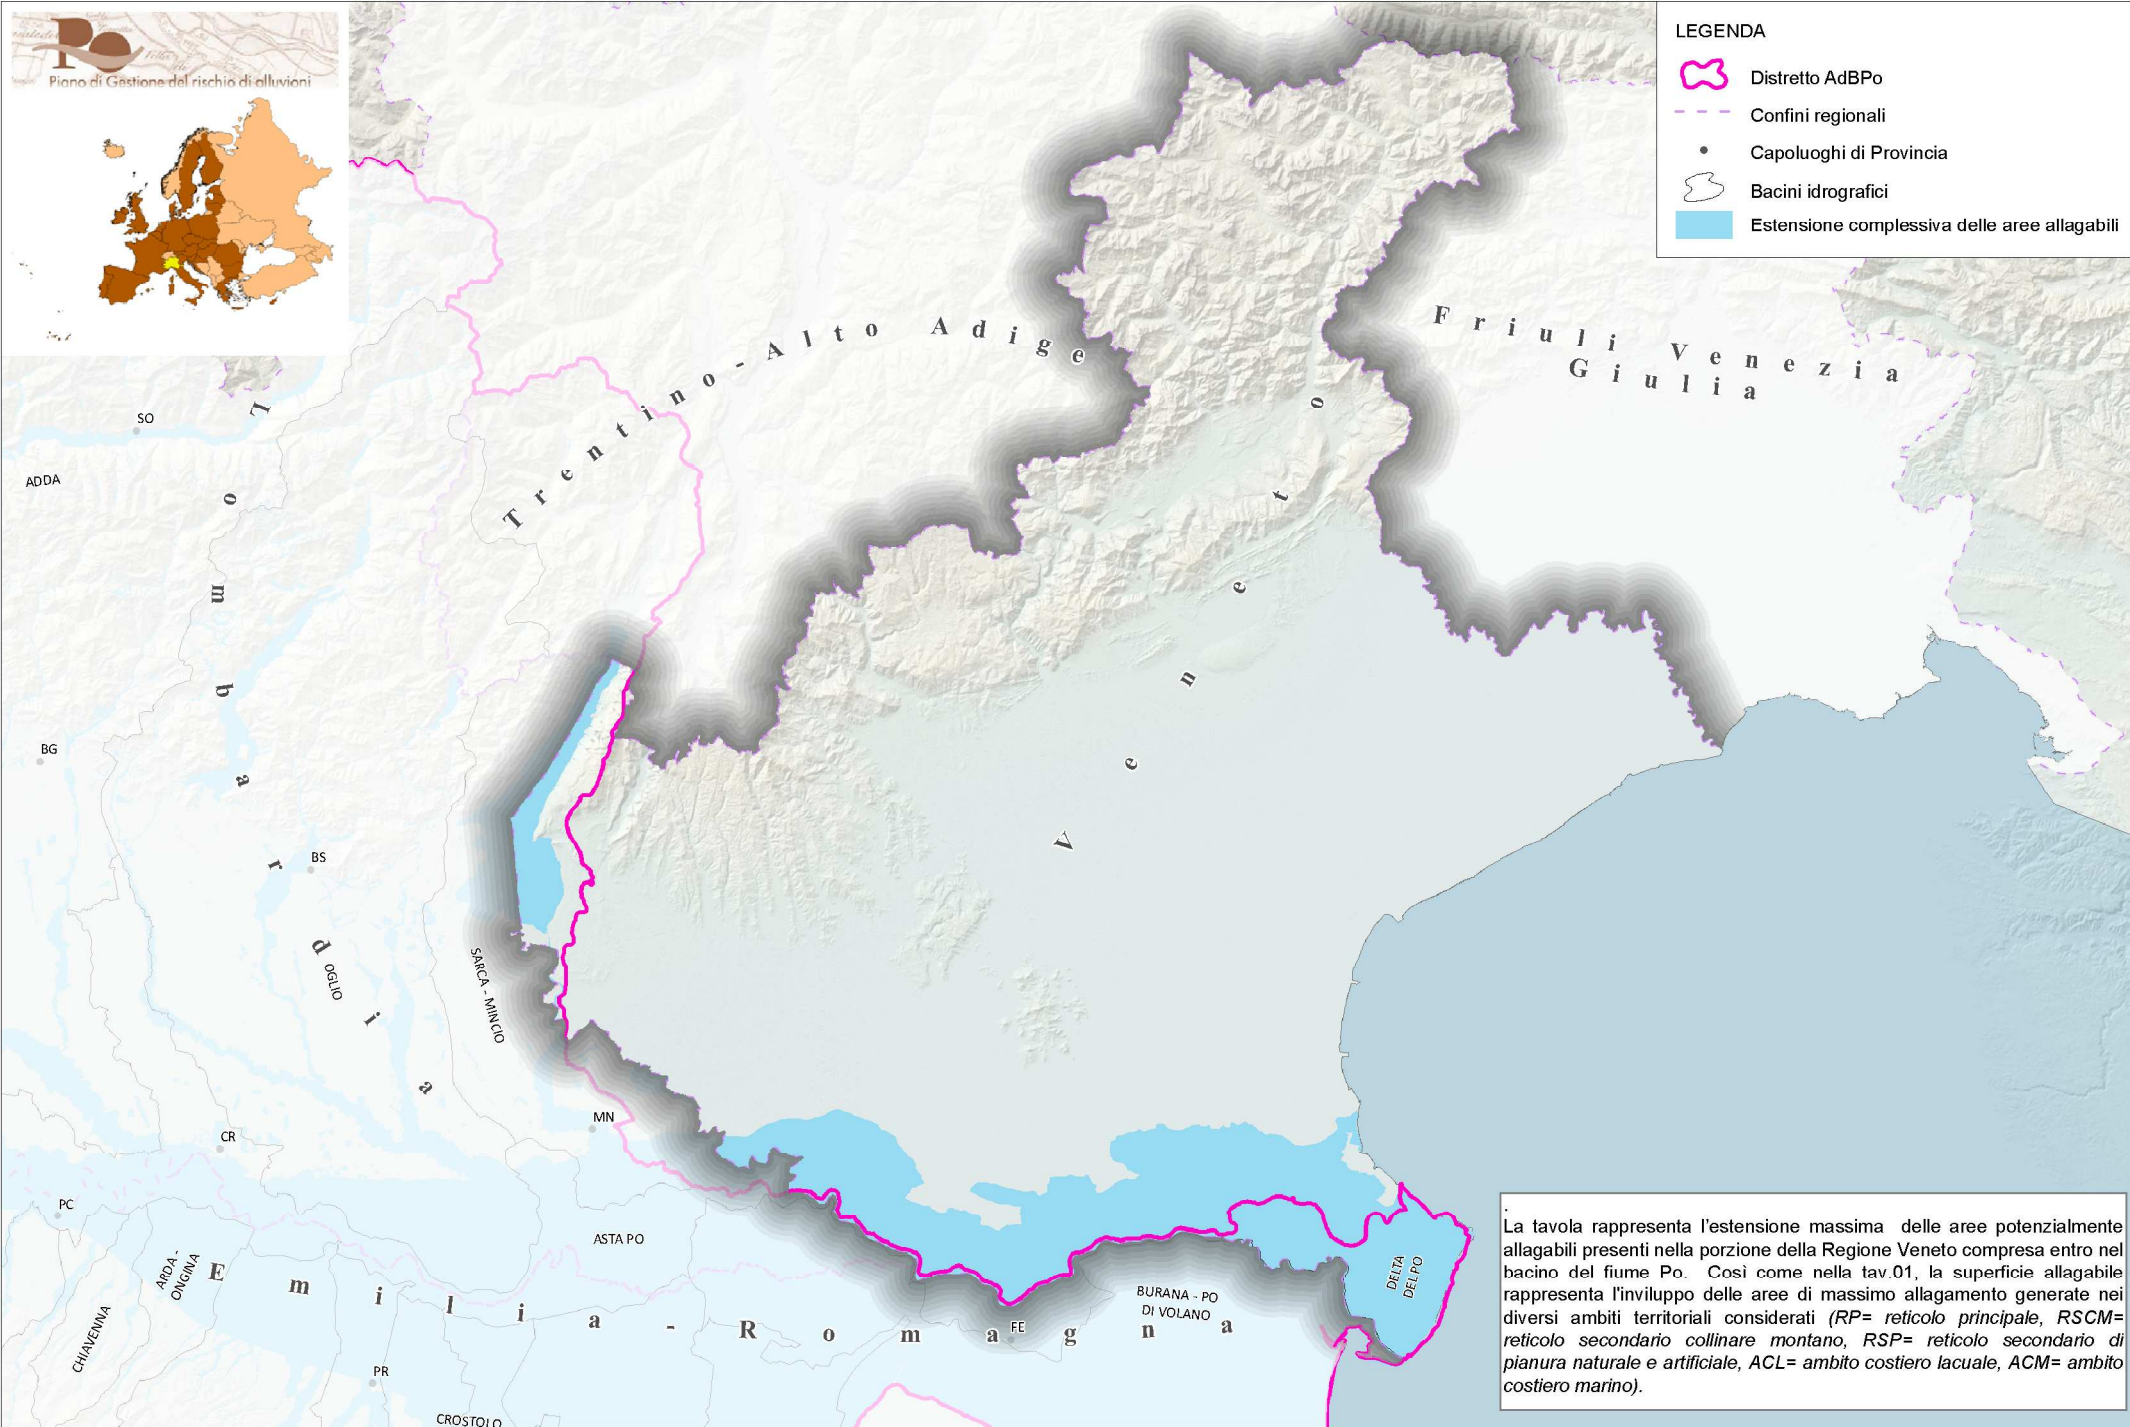 Po
Piano di Gestione del rischio di alluvioni
LEGENDA
Distretto AdBPo
Confini regionali
Capoluoghi di Provincia
Bacini idrografici
Estensione complessiva delle aree allagabili
Trentino-Alto Adige
Friuli Venezia
Giulia
Lombardia
Veneto
Emilia-Romagna
SO
ADDA
BG
BS
OGLIO
SARCA - MINCIO
MN
CR
PC
ASTA PO
ARDA -
ONGINA
CHIAVENNA
PR
CROSTOLO
FE
BURANA - PO
DI VOLANO
DELTA
DELPO
.
La tavola rappresenta l'estensione massima delle aree potenzialmente
allagabili presenti nella porzione della Regione Veneto compresa entro nel
bacino del fiume Po. Così come nella tav.01, la superficie allagabile
rappresenta l'inviluppo delle aree di massimo allagamento generate nei
diversi ambiti territoriali considerati (RP= reticolo principale, RSCM=
reticolo secondario collinare montano, RSP= reticolo secondario di
pianura naturale e artificiale, ACL= ambito costiero lacuale, ACM= ambito
costiero marino).